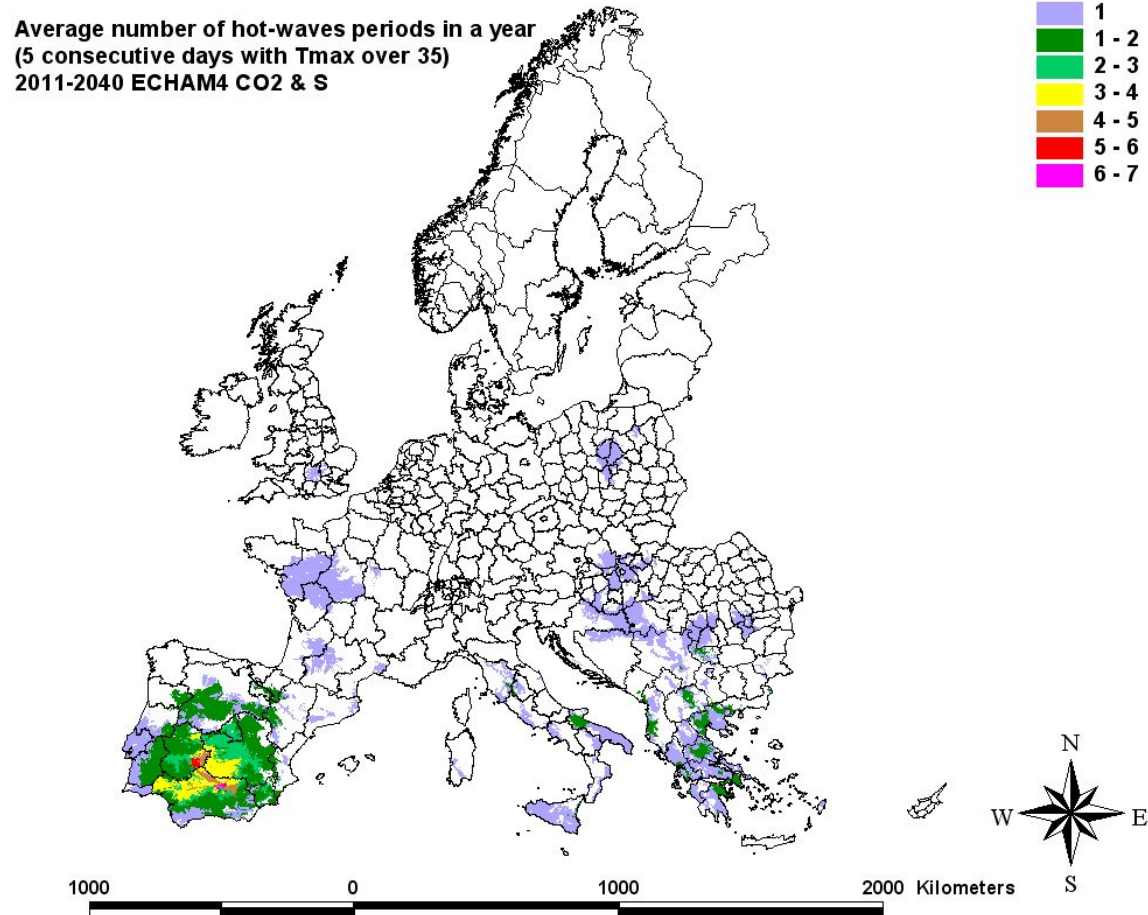 Average number of hot-waves periods in a year
(5 consecutive days with Tmax over 35)
2011-2040 ECHAM4 CO2 & S
1
1 - 2
2 - 3
3 - 4
4 - 5
5 - 6
6 - 7
N
W E
S
1000 0 1000 2000 Kilometers